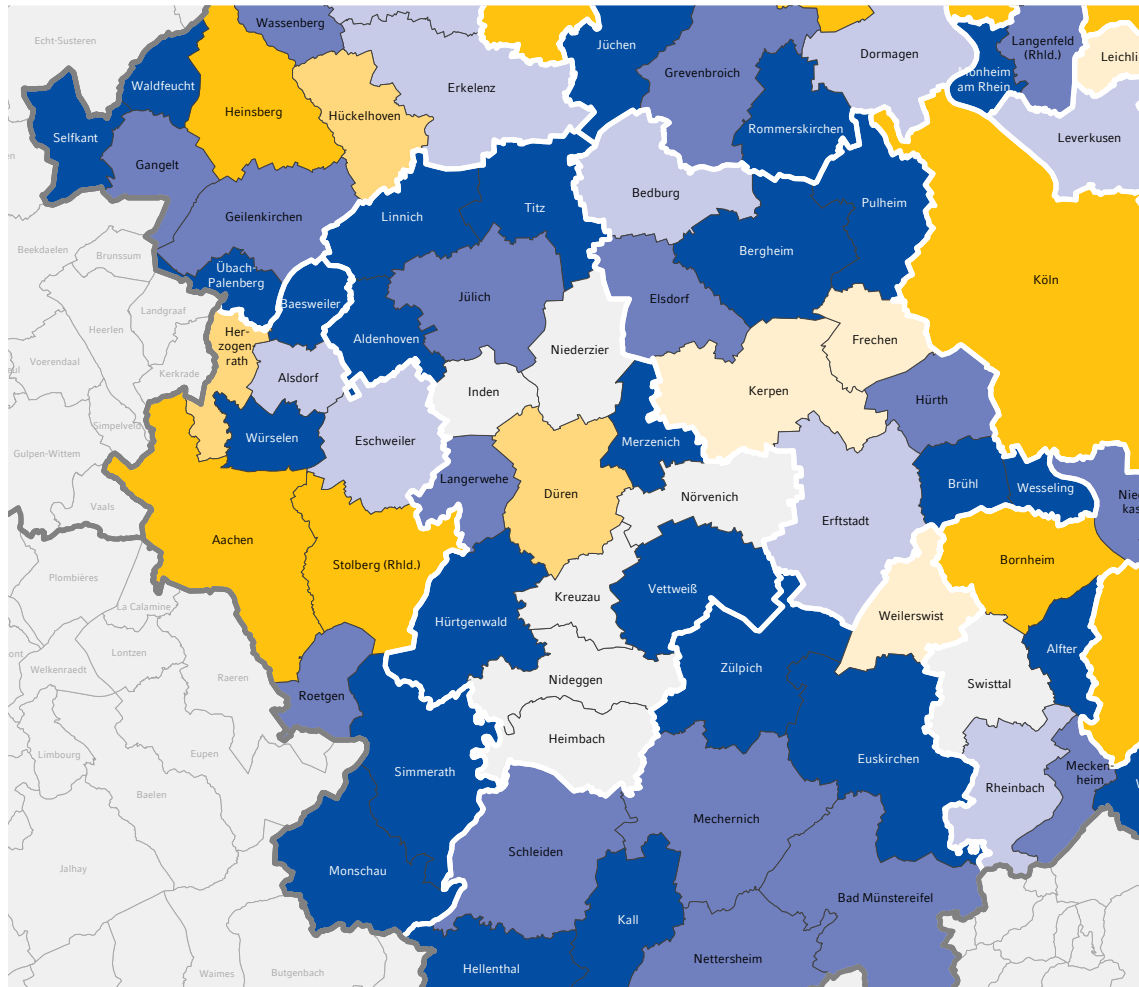 Wassenberg
Echt-Susteren
Jüchen
Langenfeld
(Rhld.)
Dormagen
Leichli
Grevenbroich
Waldfeucht
Erkelenz
Monheim
am Rhein
Heinsberg
Hückelhoven
Rommerskirchen
Selfkant
Leverkusen
Gangelt
Bedburg
Pulheim
Titz
Linnich
Geilenkirchen
Beekdaelen
Brunssum
Bergheim
Übach-
Palenberg
Köln
Jülich
Elsdorf
Baesweiler
Landgraaf
Heerlen
Her-
zogen-
rath
Aldenhoven
Frechen
Niederzier
Voerendaal
Kerkrade
Alsdorf
Inden
Kerpen
Hürth
Simpelveld
Würselen
Eschweiler
Merzenich
Gulpen-Wittem
Langerwehe
Brühl
Wesseling
Düren
Nörvenich
Nie
kas
Vaals
Erftstadt
Aachen
Stolberg (Rhld.)
Bornheim
Plombières
Vettweiß
Kreuzau
La Calamine
Hürtgenwald
Weilerswist
Lontzen
Alfter
ont
Welkenraedt
Zülpich
Raeren
Nideggen
Swisttal
Roetgen
Heimbach
Limbourg
Eupen
Euskirchen
Simmerath
Mecken-
heim
Rheinbach
Baelen
Mechernich
Schleiden
Jalhay
Monschau
Bad Münstereifel
Kall
Nettersheim
Hellenthal
Waimes
Butgenbach